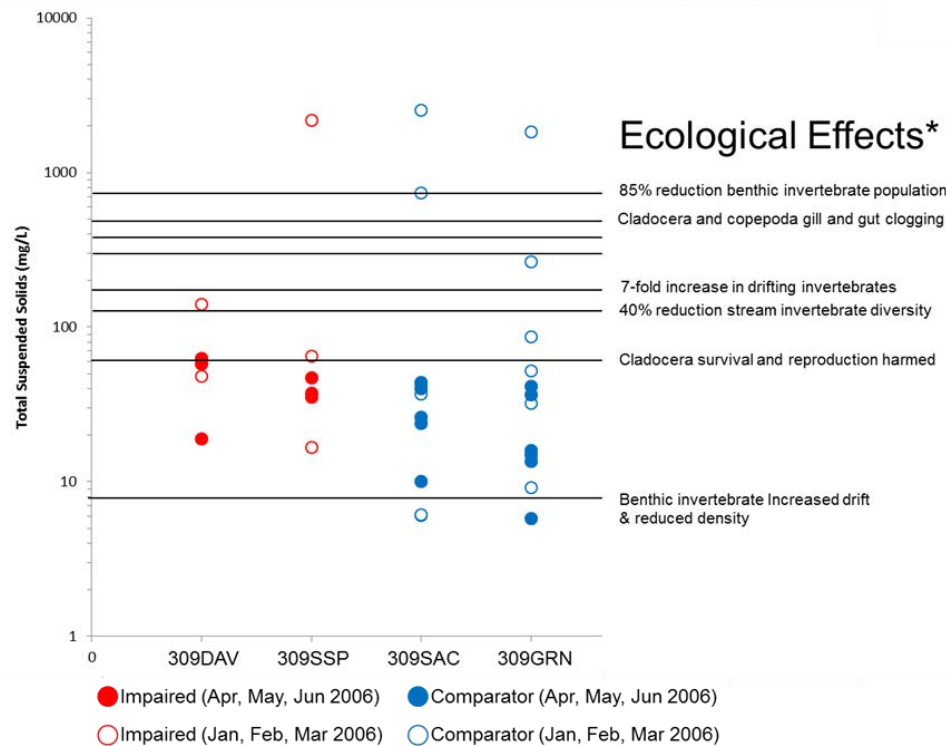 10000
1000
100
10
1
0
Total Suspended Solids (mg/L)
309DAV
309SSP
309SAC
309GRN
Ecological Effects*
85% reduction benthic invertebrate population
Cladocera and copepoda gill and gut clogging
7-fold increase in drifting invertebrates
40% reduction stream invertebrate diversity
Cladocera survival and reproduction harmed
Benthic invertebrate Increased drift
& reduced density
Impaired (Apr, May, Jun 2006)
Comparator (Apr, May, Jun 2006)
Impaired (Jan, Feb, Mar 2006)
Comparator (Jan, Feb, Mar 2006)